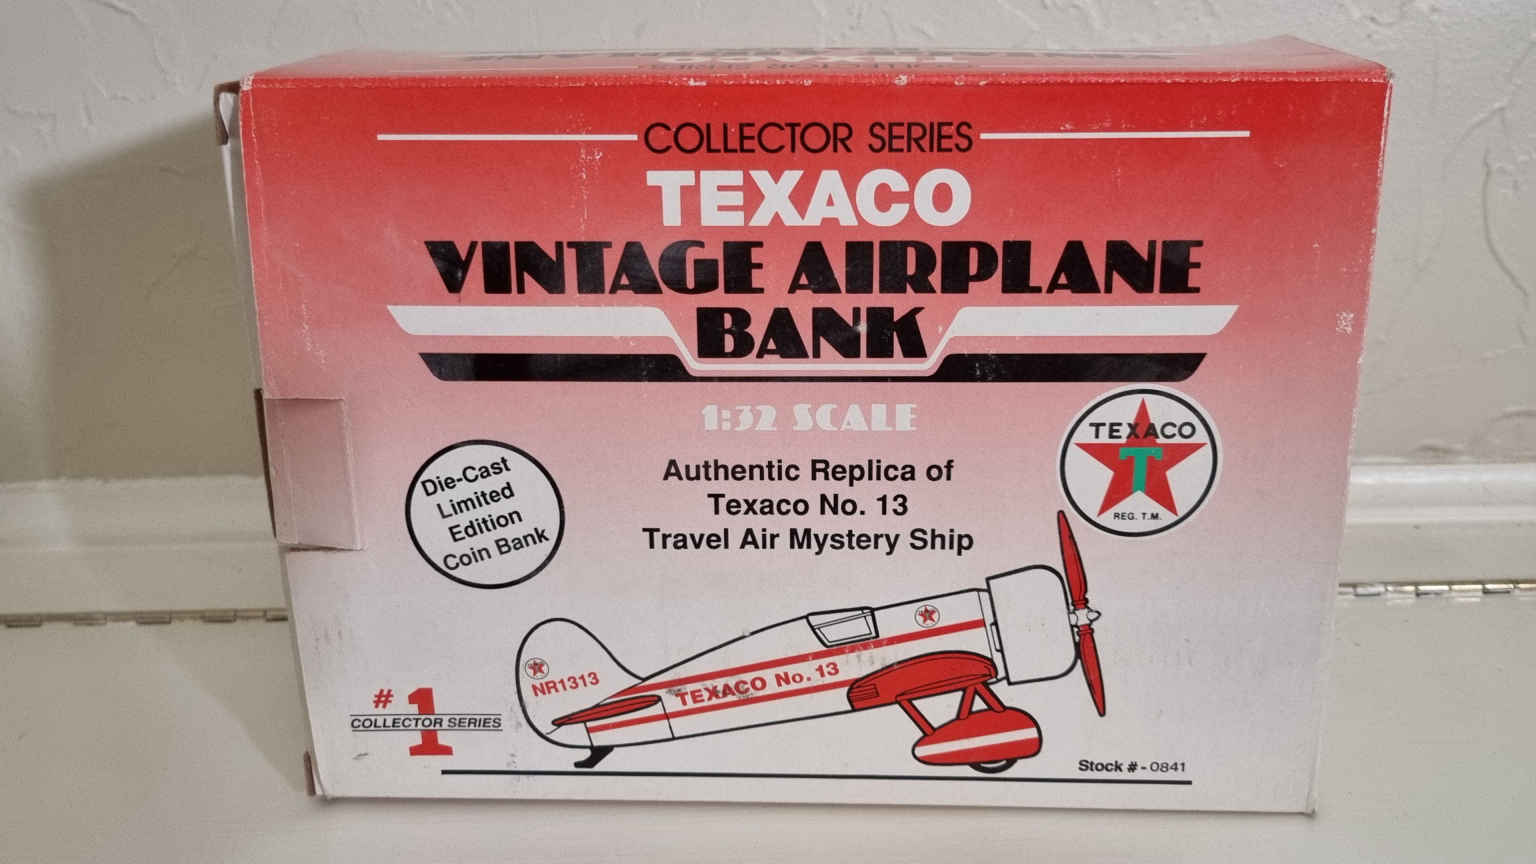 COLLECTOR SERIES
TEXACO
VINTAGE AIRPLANE
BANK
1:32 SCALE
Authentic Replica of
Texaco No. 13
Travel Air Mystery Ship
Die-Cast
Limited
Edition
Coin Bank
TEXACO
T
REG. T.M.
NR1313
TEXACO No. 13
# 1
COLLECTOR SERIES
Stock # - 0841